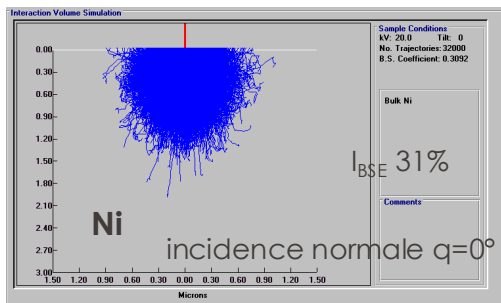 Interaction Volume Simulation
Sample Conditions
kV: 20.0 Tilt: 0
No. Trajectories: 32000
B.S. Coefficient: 0.3092
Bulk Ni
I_BSE 31%
Comments
0.00
0.30
0.60
0.90
1.20
1.50
1.80
2.10
2.40
2.70
3.00
Ni
incidence normale q=0°
1.50 1.20 0.90 0.60 0.30 0.00 0.30 0.60 0.90 1.20 1.50
Microns